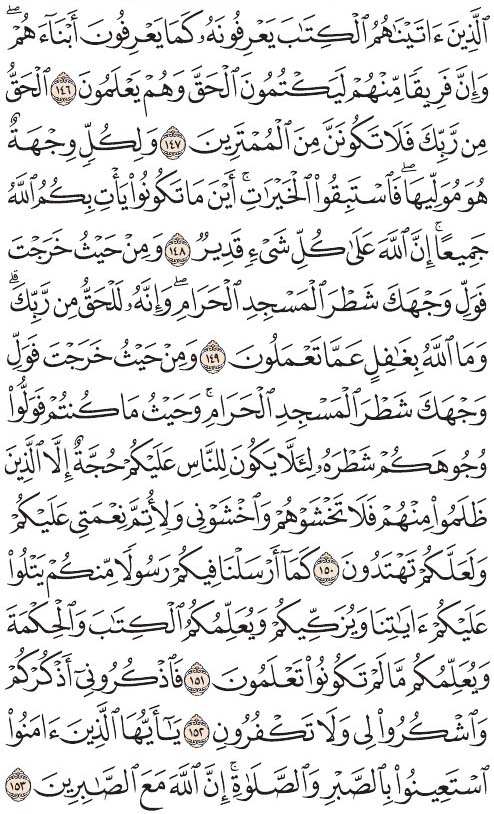 ٱلَّذِينَ ءَاتَيْنَٰهُمُ ٱلْكِتَٰبَ يَعْرِفُونَهُۥ كَمَا يَعْرِفُونَ أَبْنَآءَهُمْۖ
وَإِنَّ فَرِيقًا مِّنْهُمْ لَيَكْتُمُونَ ٱلْحَقَّ وَهُمْ يَعْلَمُونَ ١٤٦ ٱلْحَقُّ
مِن رَّبِّكَ فَلَا تَكُونَنَّ مِنَ ٱلْمُمْتَرِينَ ١٤٧ وَلِكُلٍّ وِجْهَةٌ
هُوَ مُوَلِّيهَاۖ فَٱسْتَبِقُوا۟ ٱلْخَيْرَٰتِۚ أَيْنَ مَا تَكُونُوا۟ يَأْتِ بِكُمُ ٱللَّهُ
جَمِيعًاۚ إِنَّ ٱللَّهَ عَلَىٰ كُلِّ شَىْءٍ قَدِيرٌ ١٤٨ وَمِنْ حَيْثُ خَرَجْتَ
فَوَلِّ وَجْهَكَ شَطْرَ ٱلْمَسْجِدِ ٱلْحَرَامِۖ وَإِنَّهُۥ لَلْحَقُّ مِن رَّبِّكَۗ
وَمَا ٱللَّهُ بِغَٰفِلٍ عَمَّا تَعْمَلُونَ ١٤٩ وَمِنْ حَيْثُ خَرَجْتَ فَوَلِّ
وَجْهَكَ شَطْرَ ٱلْمَسْجِدِ ٱلْحَرَامِۚ وَحَيْثُ مَا كُنتُمْ فَوَلُّوا۟
وُجُوهَكُمْ شَطْرَهُۥ لِئَلَّا يَكُونَ لِلنَّاسِ عَلَيْكُمْ حُجَّةٌ إِلَّا ٱلَّذِينَ
ظَلَمُوا۟ مِنْهُمْ فَلَا تَخْشَوْهُمْ وَٱخْشَوْنِى وَلِأُتِمَّ نِعْمَتِى عَلَيْكُمْ
وَلَعَلَّكُمْ تَهْتَدُونَ ١٥٠ كَمَآ أَرْسَلْنَا فِيكُمْ رَسُولًا مِّنكُمْ يَتْلُوا۟
عَلَيْكُمْ ءَايَٰتِنَا وَيُزَكِّيكُمْ وَيُعَلِّمُكُمُ ٱلْكِتَٰبَ وَٱلْحِكْمَةَ
وَيُعَلِّمُكُم مَّا لَمْ تَكُونُوا۟ تَعْلَمُونَ ١٥١ فَٱذْكُرُونِىٓ أَذْكُرْكُمْ
وَٱشْكُرُوا۟ لِى وَلَا تَكْفُرُونِ ١٥٢ يَٰٓأَيُّهَا ٱلَّذِينَ ءَامَنُوا۟
ٱسْتَعِينُوا۟ بِٱلصَّبْرِ وَٱلصَّلَوٰةِۚ إِنَّ ٱللَّهَ مَعَ ٱلصَّٰبِرِينَ ١٥٣